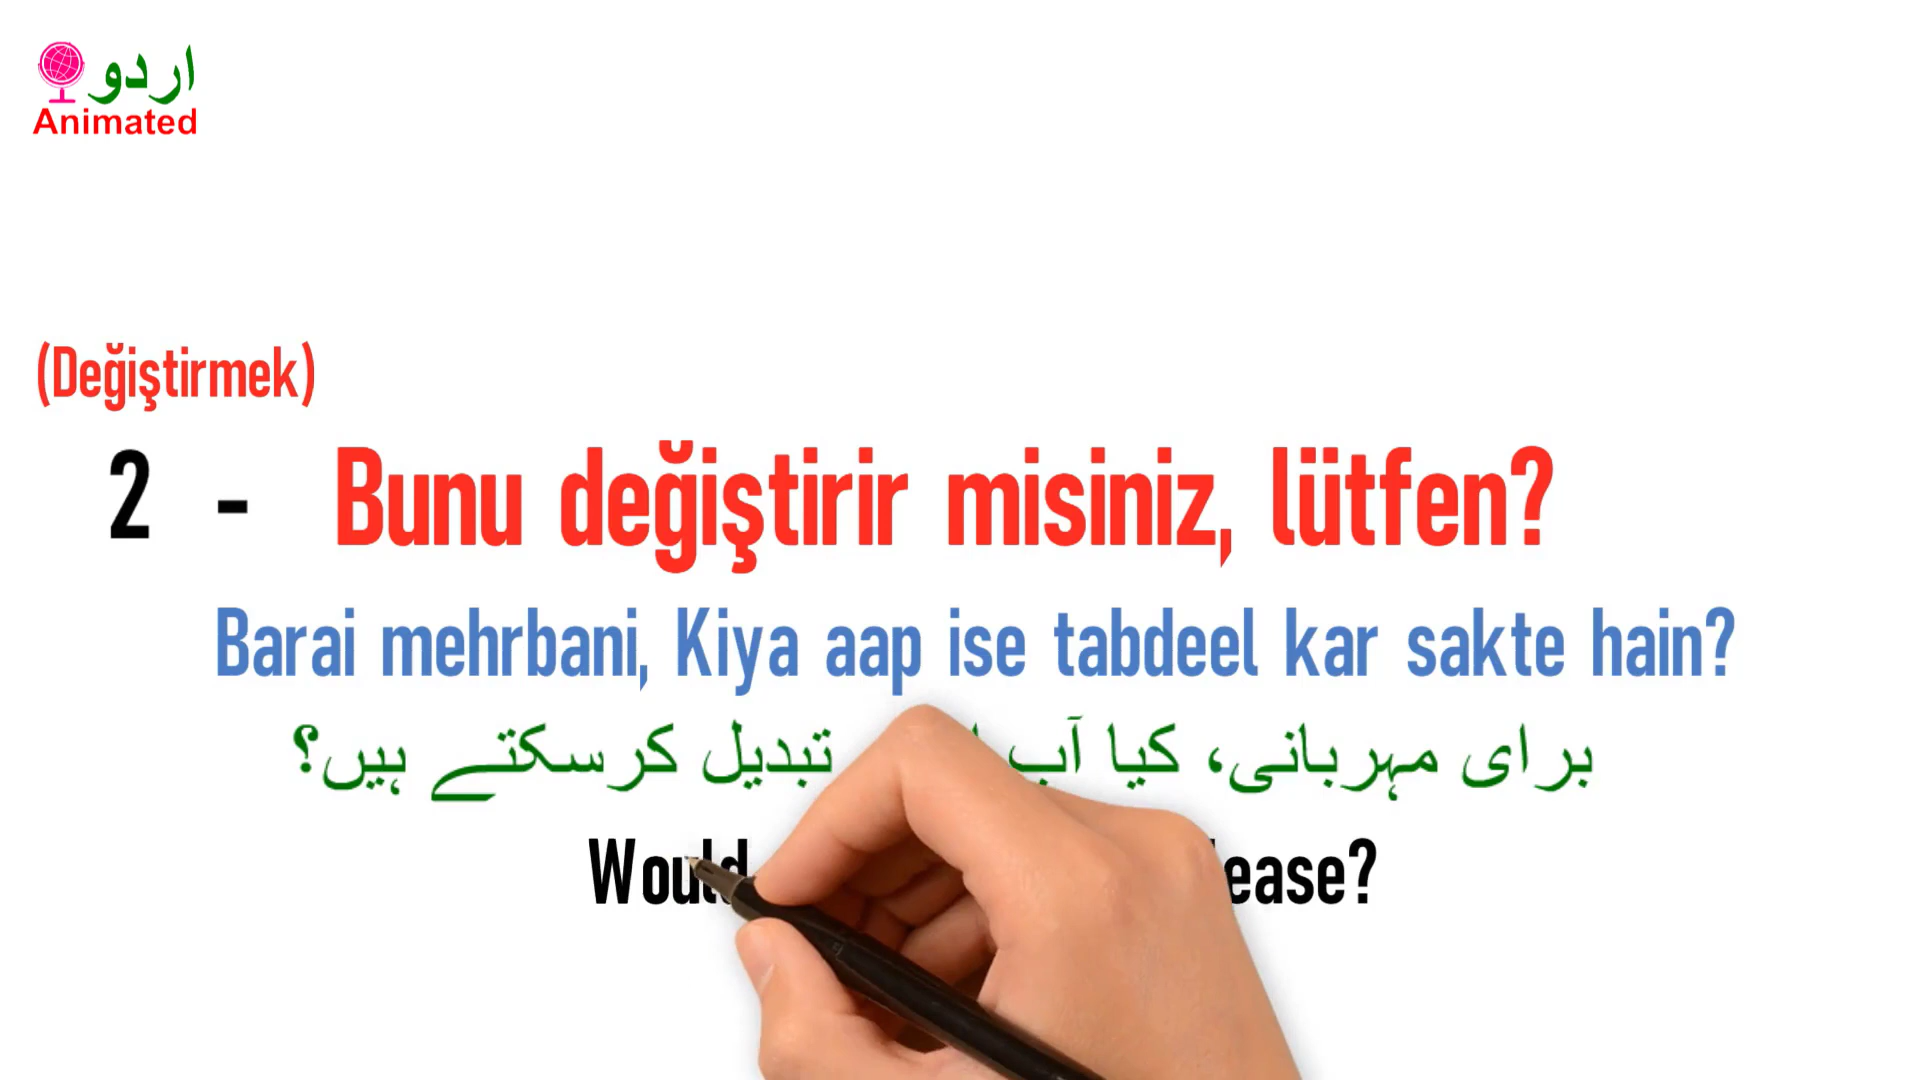 اردو
Animated
(Değiştirmek)
2 - Bunu değiştirir misiniz, lütfen?
Barai mehrbani, Kiya aap ise tabdeel kar sakte hain?
برای مہربانی، کیا آپ تبدیل کرسکتے ہیں؟
Would